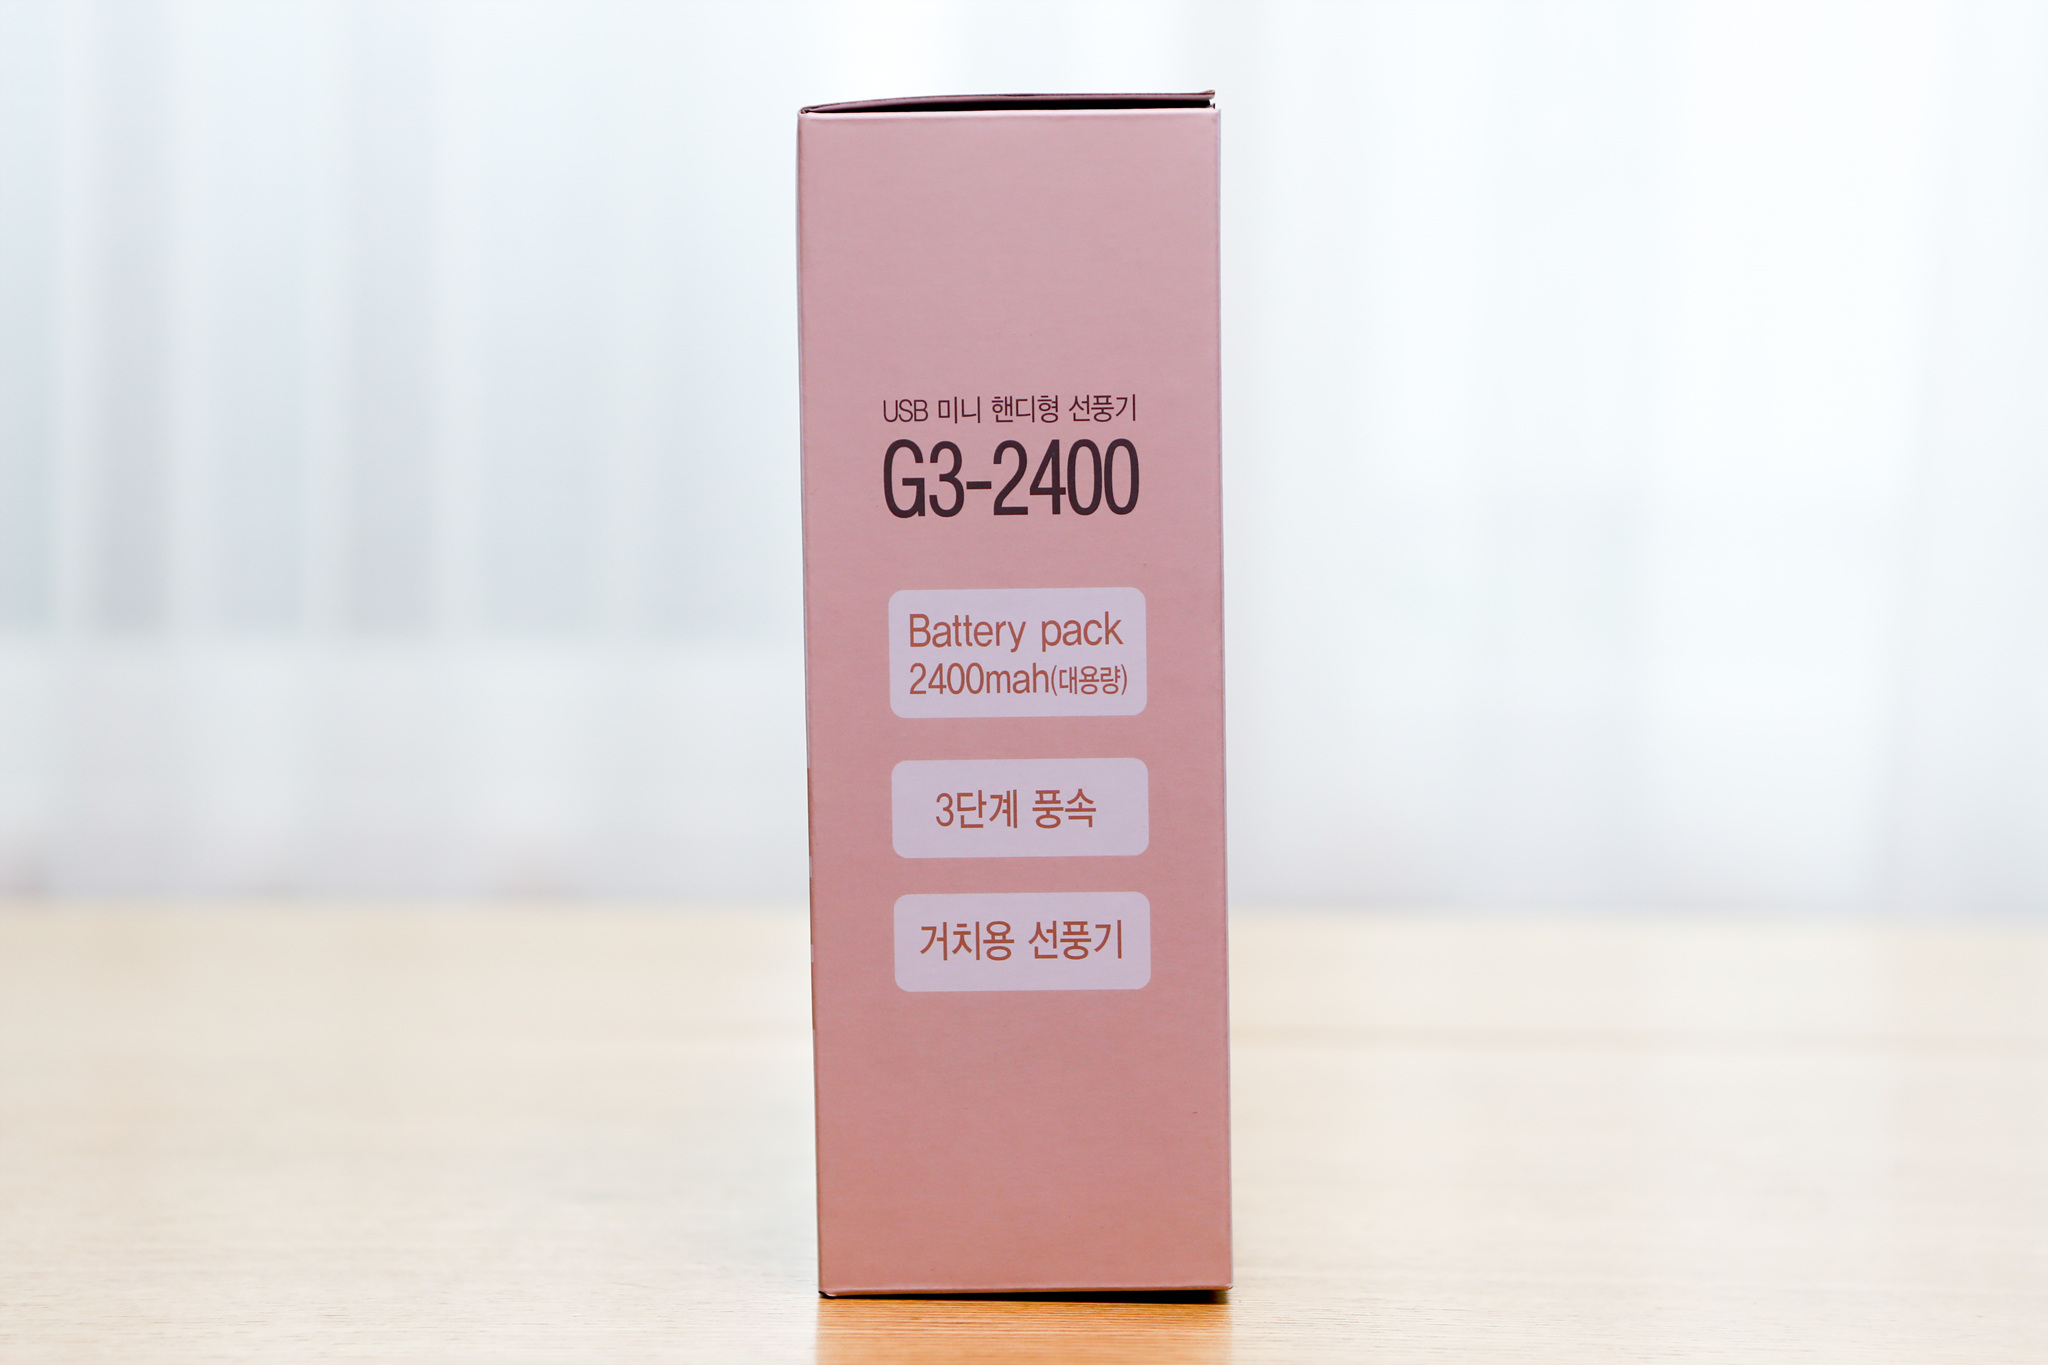 USB 미니 핸디형 선풍기
G3-2400
Battery pack
2400mah(대용량)
3단계 풍속
거치용 선풍기